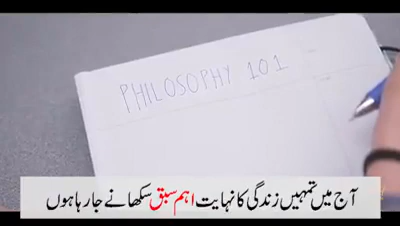 PHILOSOPHY 101
آج میں تمہیں زندگی کا نہایت اہم سبق سکھانے جا رہا ہوں